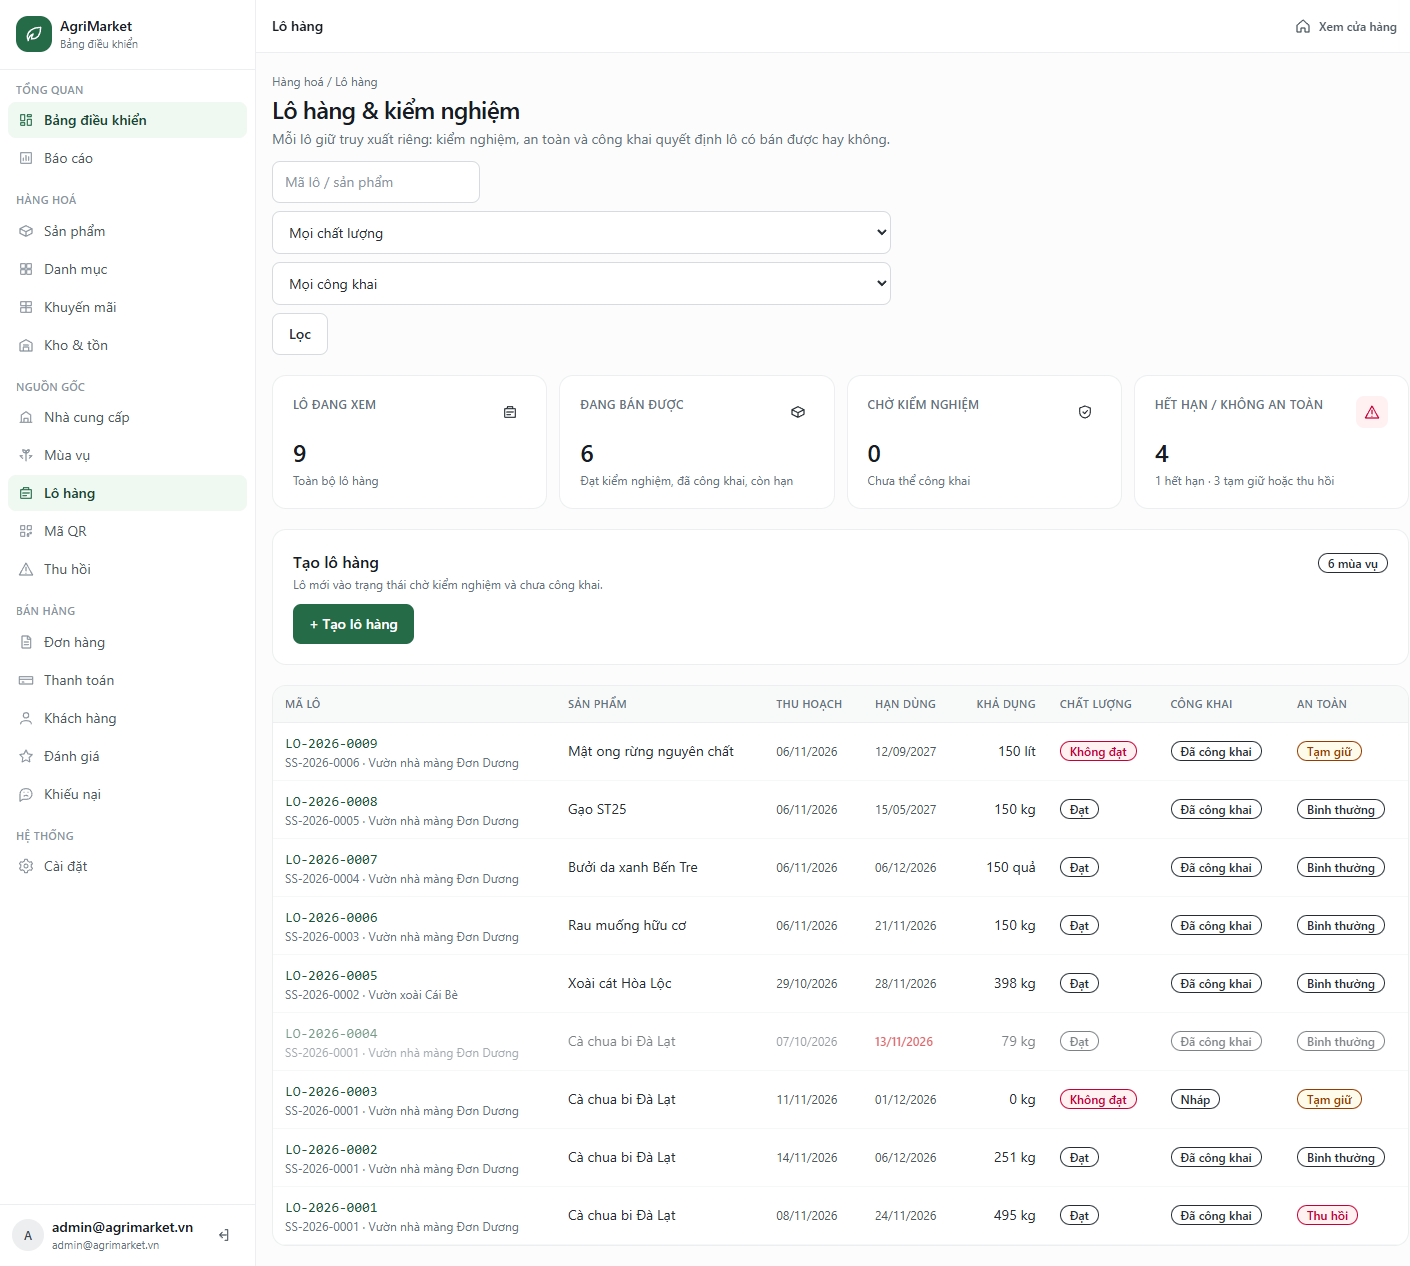 AgriMarket
Bảng điều khiển
TỔNG QUAN
Bảng điều khiển
Báo cáo
HÀNG HOÁ
Sản phẩm
Danh mục
Khuyến mãi
Kho & tồn
NGUỒN GỐC
Nhà cung cấp
Mùa vụ
Lô hàng
Mã QR
Thu hồi
BÁN HÀNG
Đơn hàng
Thanh toán
Khách hàng
Đánh giá
Khiếu nại
HỆ THỐNG
Cài đặt
A
admin@agrimarket.vn
admin@agrimarket.vn
Lô hàng
Xem cửa hàng
Hàng hoá / Lô hàng
Lô hàng & kiểm nghiệm
Mỗi lô giữ truy xuất riêng: kiểm nghiệm, an toàn và công khai quyết định lô có bán được hay không.
Mã lô / sản phẩm
Mọi chất lượng
Mọi công khai
Lọc
LÔ ĐANG XEM
9
Toàn bộ lô hàng
ĐANG BÁN ĐƯỢC
6
Đạt kiểm nghiệm, đã công khai, còn hạn
CHỜ KIỂM NGHIỆM
0
Chưa thể công khai
HẾT HẠN / KHÔNG AN TOÀN
4
1 hết hạn · 3 tạm giữ hoặc thu hồi
Tạo lô hàng
6 mùa vụ
Lô mới vào trạng thái chờ kiểm nghiệm và chưa công khai.
+ Tạo lô hàng
MÃ LÔ SẢN PHẨM THU HOẠCH HẠN DÙNG KHẢ DỤNG CHẤT LƯỢNG CÔNG KHAI AN TOÀN
LO-2026-0009
SS-2026-0006 · Vườn nhà màng Đơn Dương
Mật ong rừng nguyên chất 06/11/2026 12/09/2027 150 lít Không đạt Đã công khai Tạm giữ
LO-2026-0008
SS-2026-0005 · Vườn nhà màng Đơn Dương
Gạo ST25 06/11/2026 15/05/2027 150 kg Đạt Đã công khai Bình thường
LO-2026-0007
SS-2026-0004 · Vườn nhà màng Đơn Dương
Bưởi da xanh Bến Tre 06/11/2026 06/12/2026 150 quả Đạt Đã công khai Bình thường
LO-2026-0006
SS-2026-0003 · Vườn nhà màng Đơn Dương
Rau muống hữu cơ 06/11/2026 21/11/2026 150 kg Đạt Đã công khai Bình thường
LO-2026-0005
SS-2026-0002 · Vườn xoài Cái Bè
Xoài cát Hòa Lộc 29/10/2026 28/11/2026 398 kg Đạt Đã công khai Bình thường
LO-2026-0004
SS-2026-0001 · Vườn nhà màng Đơn Dương
Cà chua bi Đà Lạt 07/10/2026 13/11/2026 79 kg Đạt Đã công khai Bình thường
LO-2026-0003
SS-2026-0001 · Vườn nhà màng Đơn Dương
Cà chua bi Đà Lạt 11/11/2026 01/12/2026 0 kg Không đạt Nháp Tạm giữ
LO-2026-0002
SS-2026-0001 · Vườn nhà màng Đơn Dương
Cà chua bi Đà Lạt 14/11/2026 06/12/2026 251 kg Đạt Đã công khai Bình thường
LO-2026-0001
SS-2026-0001 · Vườn nhà màng Đơn Dương
Cà chua bi Đà Lạt 08/11/2026 24/11/2026 495 kg Đạt Đã công khai Thu hồi